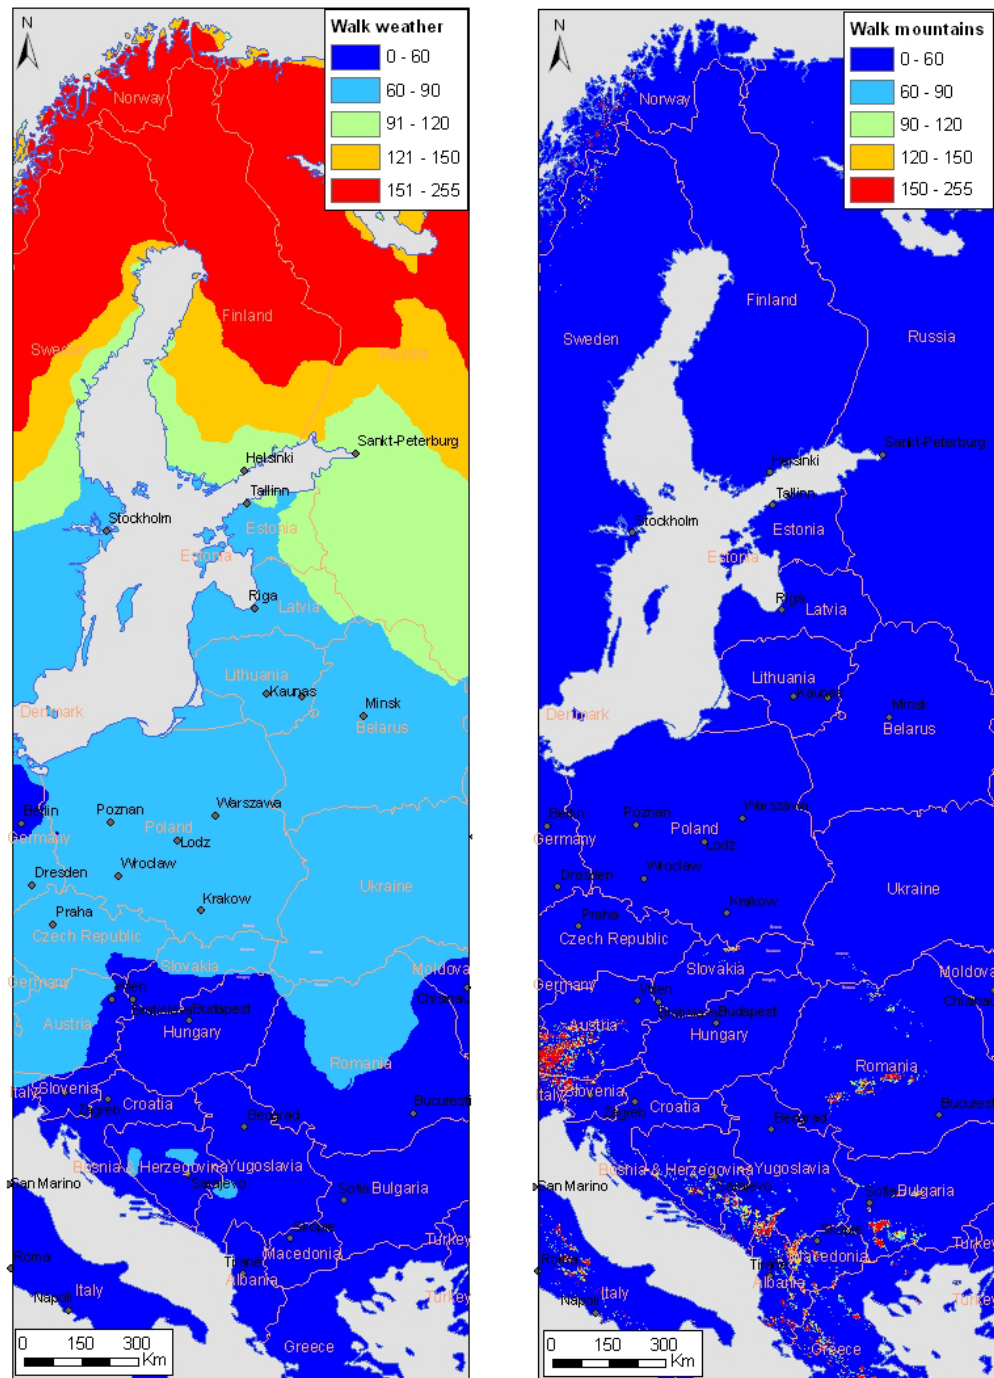 N
Walk weather
0 - 60
60 - 90
91 - 120
121 - 150
151 - 255
Norway
Finland
Sweden
Russia
Sankt-Peterburg
Helsinki
Tallinn
Stockholm
Estonia
Estonia
Riga
Latvia
Lithuania
Kaunas
Minsk
Denmark
Belarus
Berlin
Poznan
Warszawa
Germany
Poland
Lodz
Wroclaw
Dresden
Ukraine
Krakow
Praha
Czech Republic
Slovakia
Germany
Moldova
Wien
Chisinau
Bratislava
Budapest
Austria
Hungary
Romania
Italy
Slovenia
Zagreb
Croatia
Beograd
Bucuresti
Bosnia & Herzegovina
Yugoslavia
San Marino
Sarajevo
Sofia
Bulgaria
Skopje
Macedonia
Turkey
Roma
Tirane
Albania
Italy
Napoli
Turkey
Greece
0 150 300
Km
N
Walk mountains
0 - 60
60 - 90
90 - 120
120 - 150
150 - 255
Norway
Finland
Sweden
Russia
Sankt-Peterburg
Helsinki
Tallinn
Stockholm
Estonia
Estonia
Riga
Latvia
Lithuania
Kaunas
Minsk
Denmark
Belarus
Berlin
Poznan
Warszawa
Germany
Poland
Lodz
Wroclaw
Dresden
Ukraine
Krakow
Praha
Czech Republic
Slovakia
Germany
Moldova
Wien
Chisinau
Bratislava
Budapest
Austria
Hungary
Romania
Italy
Slovenia
Zagreb
Croatia
Beograd
Bucuresti
Bosnia & Herzegovina
Yugoslavia
San Marino
Sarajevo
Sofia
Bulgaria
Skopje
Macedonia
Turkey
Roma
Tirane
Albania
Italy
Napoli
Turkey
Greece
0 150 300
Km